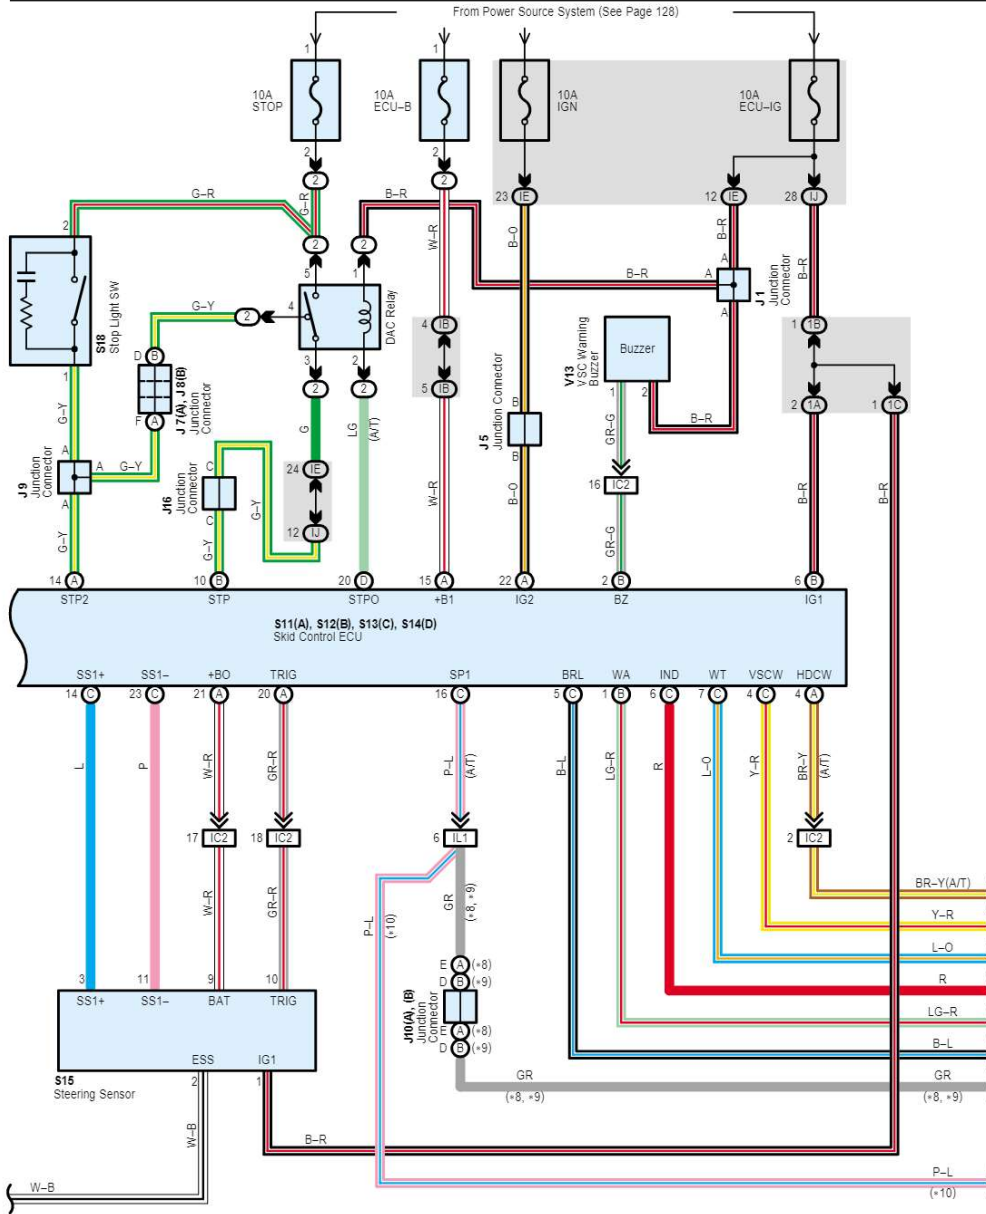 From Power Source System (See Page 128)
1
1
10A
STOP
10A
ECU–B
10A
IGN
10A
ECU–IG
2
2
2
2
23 IE
12 IE
28 IJ
G–R
G–R
B–R
W–R
B–O
B–R
B–R
2
2
2
5
1
4
3
2
DAC Relay
S18
Stop Light SW
1
G–Y
2
D B
F A
J 7(A), J 8(B)
Junction
Connector
B–R
A
A
A
J 1
Junction
Connector
4 IB
5 IB
V13
VSC Warning
Buzzer
Buzzer
1
2
B–R
1 1B
2 1A
1 1C
2
2
G
LG
(A/T)
G–Y
G–Y
A
A
A
J 9
Junction
Connector
G–Y
C
C
J16
Junction
Connector
G–Y
G–Y
24 IE
12 IJ
W–R
B
B
J 5
Junction Connector
B–O
GR–G
16 IC2
GR–G
B–R
B–R
14 A
10 B
20 D
15 A
22 A
2 B
6 B
STP2
STP
STPO
+B1
IG2
BZ
IG1
S11(A), S12(B), S13(C), S14(D)
Skid Control ECU
SS1+
SS1–
+BO
TRIG
SP1
BRL
WA
IND
WT
VSCW
HDCW
14 C
23 C
21 A
20 A
16 C
5 C
1 B
6 C
7 C
4 C
4 A
L
P
W–R
GR–R
P–L
(A/T)
B–L
LG–R
R
L–O
Y–R
BR–Y
(A/T)
17 IC2
18 IC2
6 IL1
2 IC2
W–R
GR–R
P–L
(*10)
GR
(*8, *9)
BR–Y(A/T)
Y–R
L–O
R
LG–R
B–L
E A (*8)
D B (*9)
J10(A), (B)
Junction
Connector
E A (*8)
D B (*9)
3
11
9
10
SS1+
SS1–
BAT
TRIG
ESS
IG1
S15
Steering Sensor
2
1
GR
(*8, *9)
GR
(*8, *9)
W–B
B–R
P–L
(*10)
W–B